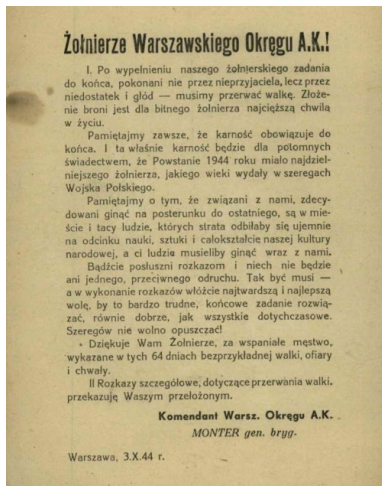 Żołnierze Warszawskiego Okręgu A.K.!
I. Po wypełnieniu naszego żołnierskiego zadania
do końca, pokonani nie przez nieprzyjaciela, lecz przez
niedostatek i głód — musimy przerwać walkę. Złoże-
nie broni jest dla bitnego żołnierza najcięższą chwilą
w życiu.
Pamiętajmy zawsze, że karność obowiązuje do
końca. I ta właśnie karność będzie dla potomnych
świadectwem, że Powstanie 1944 roku miało najdziel-
niejszego żołnierza, jakiego wieki wydały w szeregach
Wojska Polskiego.
Pamiętajmy o tym, że związani z nami, zdecy-
dowani ginąć na posterunku do ostatniego, są w mie-
ście i tacy ludzie, których strata odbiłaby się ujemnie
na odcinku nauki, sztuki i całokształcie naszej kultury
narodowej, a ci ludzie musieliby ginąć wraz z nami.
Bądźcie posłuszni rozkazom i niech nie będzie
ani jednego, przeciwnego odruchu. Tak być musi —
a w wykonanie rozkazów włóżcie najtwardszą i najlepszą
wolę, by to bardzo trudne, końcowe zadanie rozwią-
zać, równie dobrze, jak wszystkie dotychczasowe.
Szeregów nie wolno opuszczać!
Dziękuje Wam Żołnierze, za wspaniałe męstwo,
wykazane w tych 64 dniach bezprzykładnej walki, ofiary
i chwały.
II Rozkazy szczegółowe, dotyczące przerwania walki,
przekazuję Waszym przełożonym.
Komendant Warsz. Okręgu A.K.
MONTER gen. bryg.
Warszawa, 3.X.44 r.